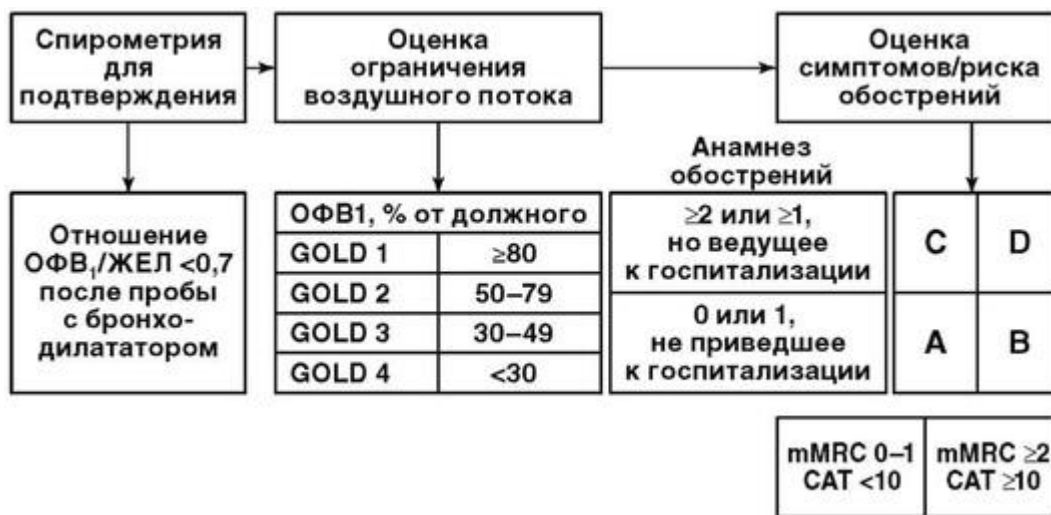 Спирометрия
для
подтверждения
Оценка
ограничения
воздушного потока
Оценка
симптомов/риска
обострений
Отношение
ОФВ₁/ЖЕЛ <0,7
после пробы
с бронхо-
дилататором
ОФВ1, % от должного
GOLD 1 ≥80
GOLD 2 50–79
GOLD 3 30–49
GOLD 4 <30
Анамнез
обострений
≥2 или ≥1,
но ведущее
к госпитализации
0 или 1,
не приведшее
к госпитализации
C D
A B
mMRC 0–1
CAT <10
mMRC ≥2
CAT ≥10